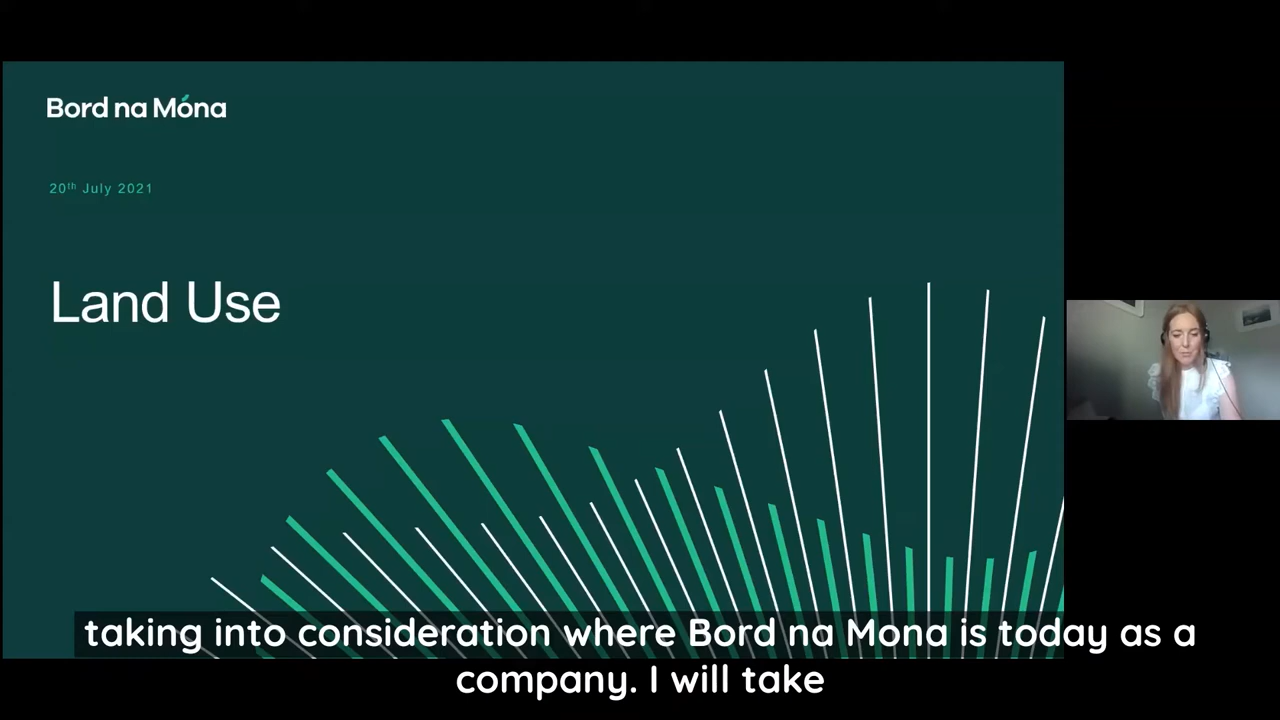 Bord na Móna
20th July 2021
Land Use
taking into consideration where Bord na Mona is today as a
company. I will take